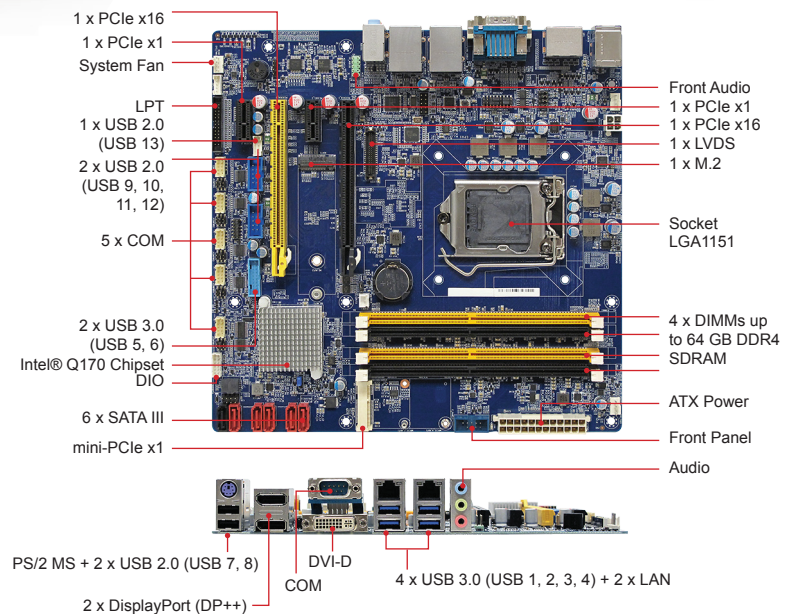 1 x PCIe x16
1 x PCIe x1
System Fan
LPT
1 x USB 2.0
(USB 13)
2 x USB 2.0
(USB 9, 10,
11, 12)
5 x COM
2 x USB 3.0
(USB 5, 6)
Intel® Q170 Chipset
DIO
6 x SATA III
mini-PCIe x1
Front Audio
1 x PCIe x1
1 x PCIe x16
1 x LVDS
1 x M.2
Socket
LGA1151
4 x DIMMs up
to 64 GB DDR4
SDRAM
ATX Power
Front Panel
Audio
PS/2 MS + 2 x USB 2.0 (USB 7, 8)
2 x DisplayPort (DP++)
COM
DVI-D
4 x USB 3.0 (USB 1, 2, 3, 4) + 2 x LAN